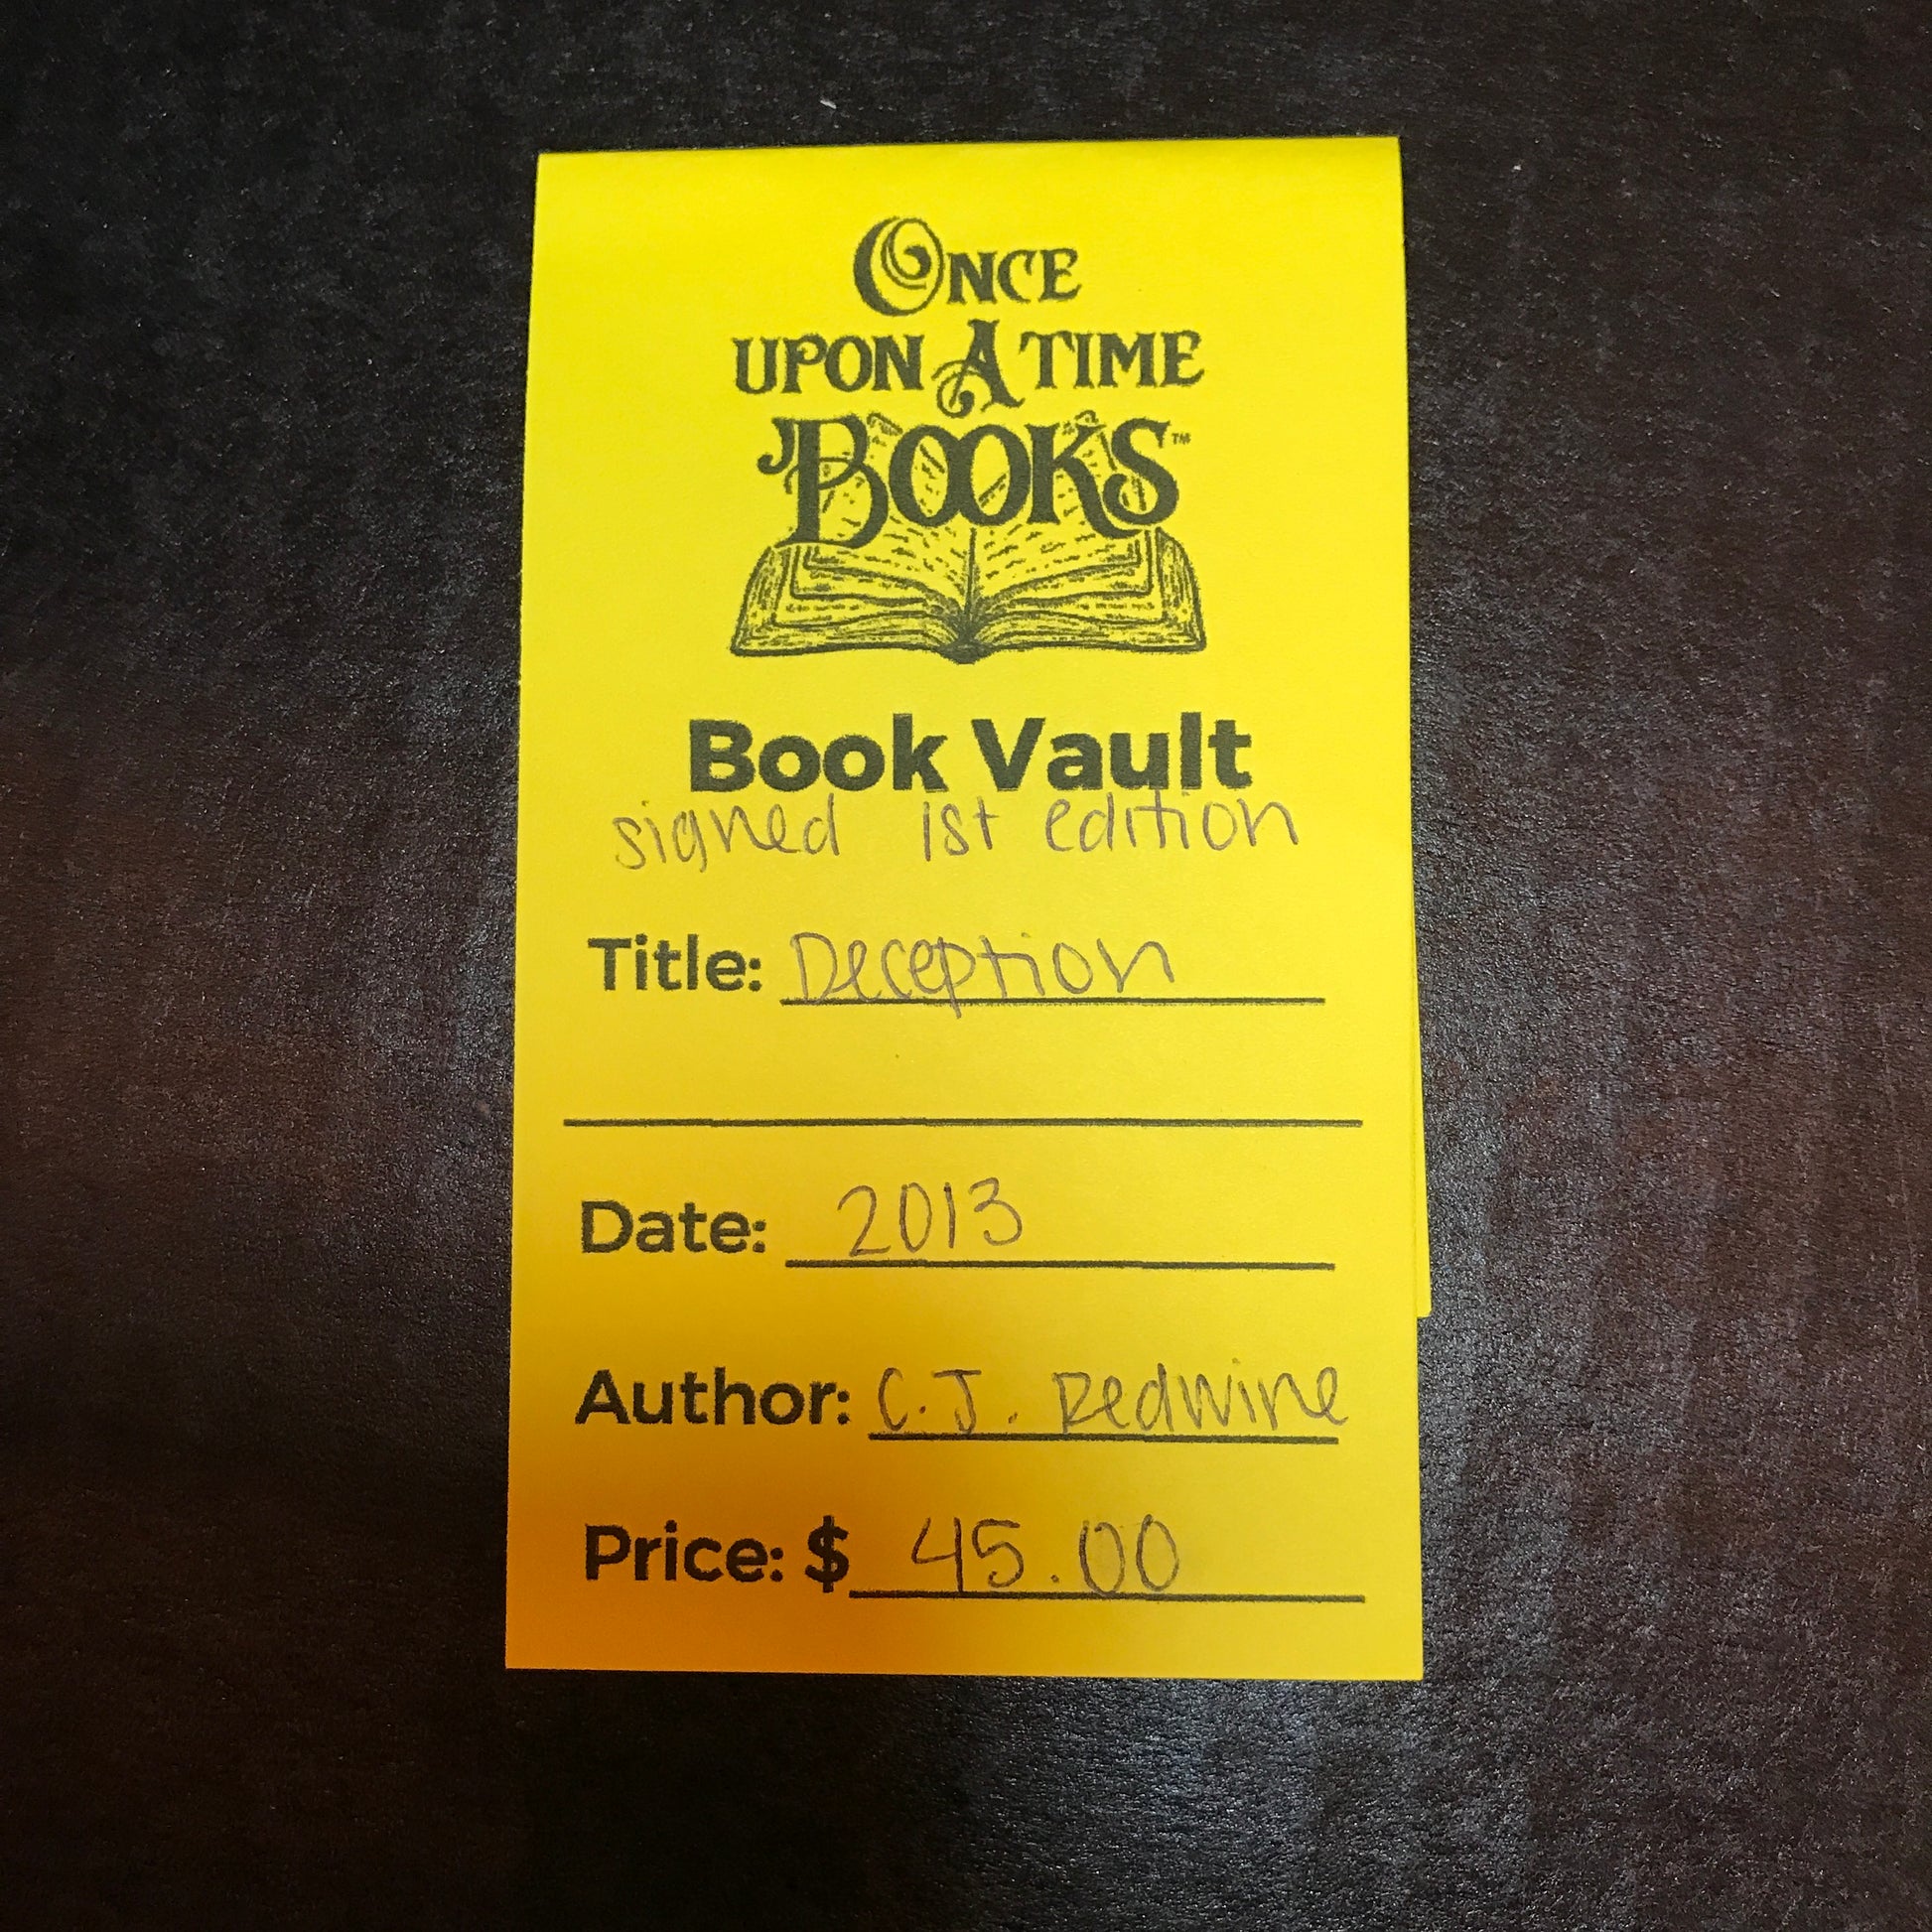 ONCE
UPON A TIME
BOOKS™
Book Vault
signed 1st edition
Title: Deception
Date: 2013
Author: C.J. Redwine
Price: $ 45.00